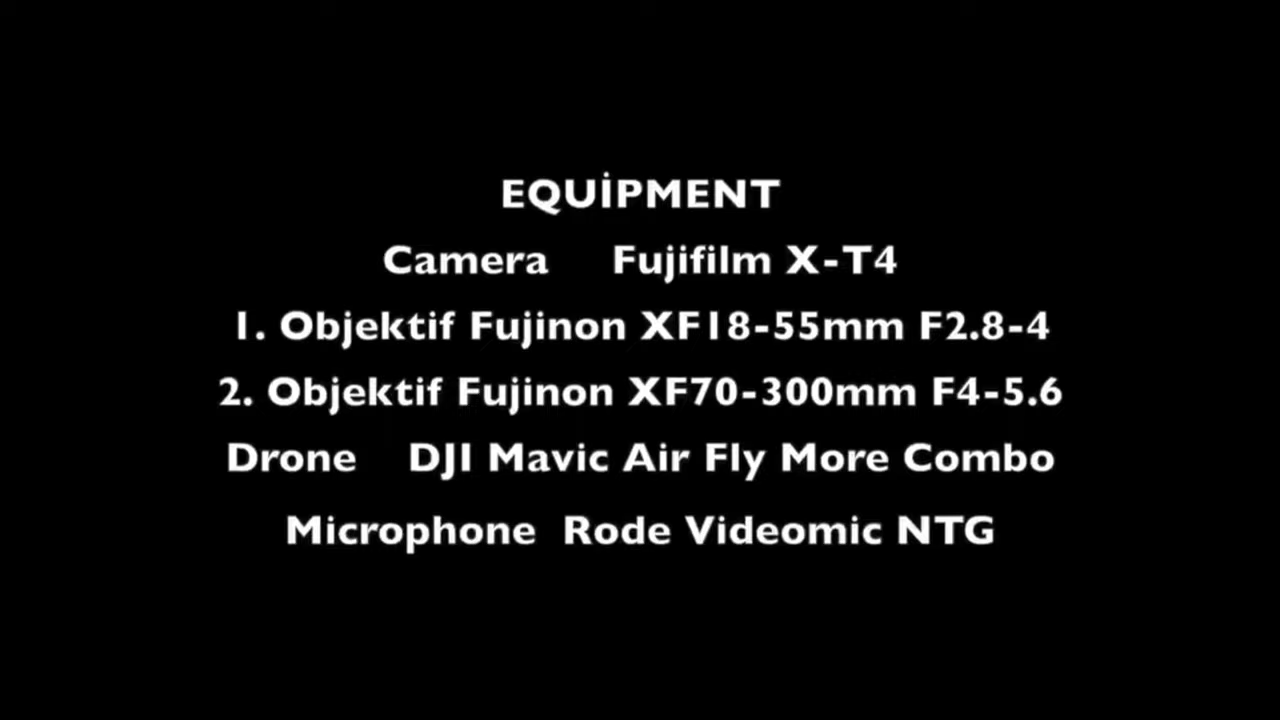 EQUİPMENT
Camera Fujifilm X-T4
1. Objektif Fujinon XF18-55mm F2.8-4
2. Objektif Fujinon XF70-300mm F4-5.6
Drone DJI Mavic Air Fly More Combo
Microphone Rode Videomic NTG